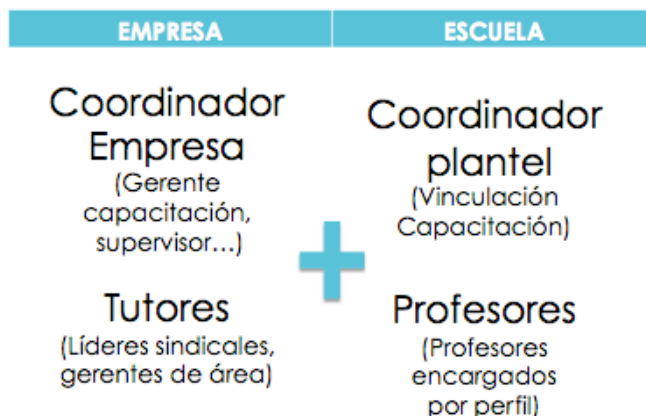 EMPRESA
ESCUELA
Coordinador
Empresa
(Gerente
capacitación,
supervisor...)
Tutores
(Líderes sindicales,
gerentes de área)
Coordinador
plantel
(Vinculación
Capacitación)
Profesores
(Profesores
encargados
por perfil)